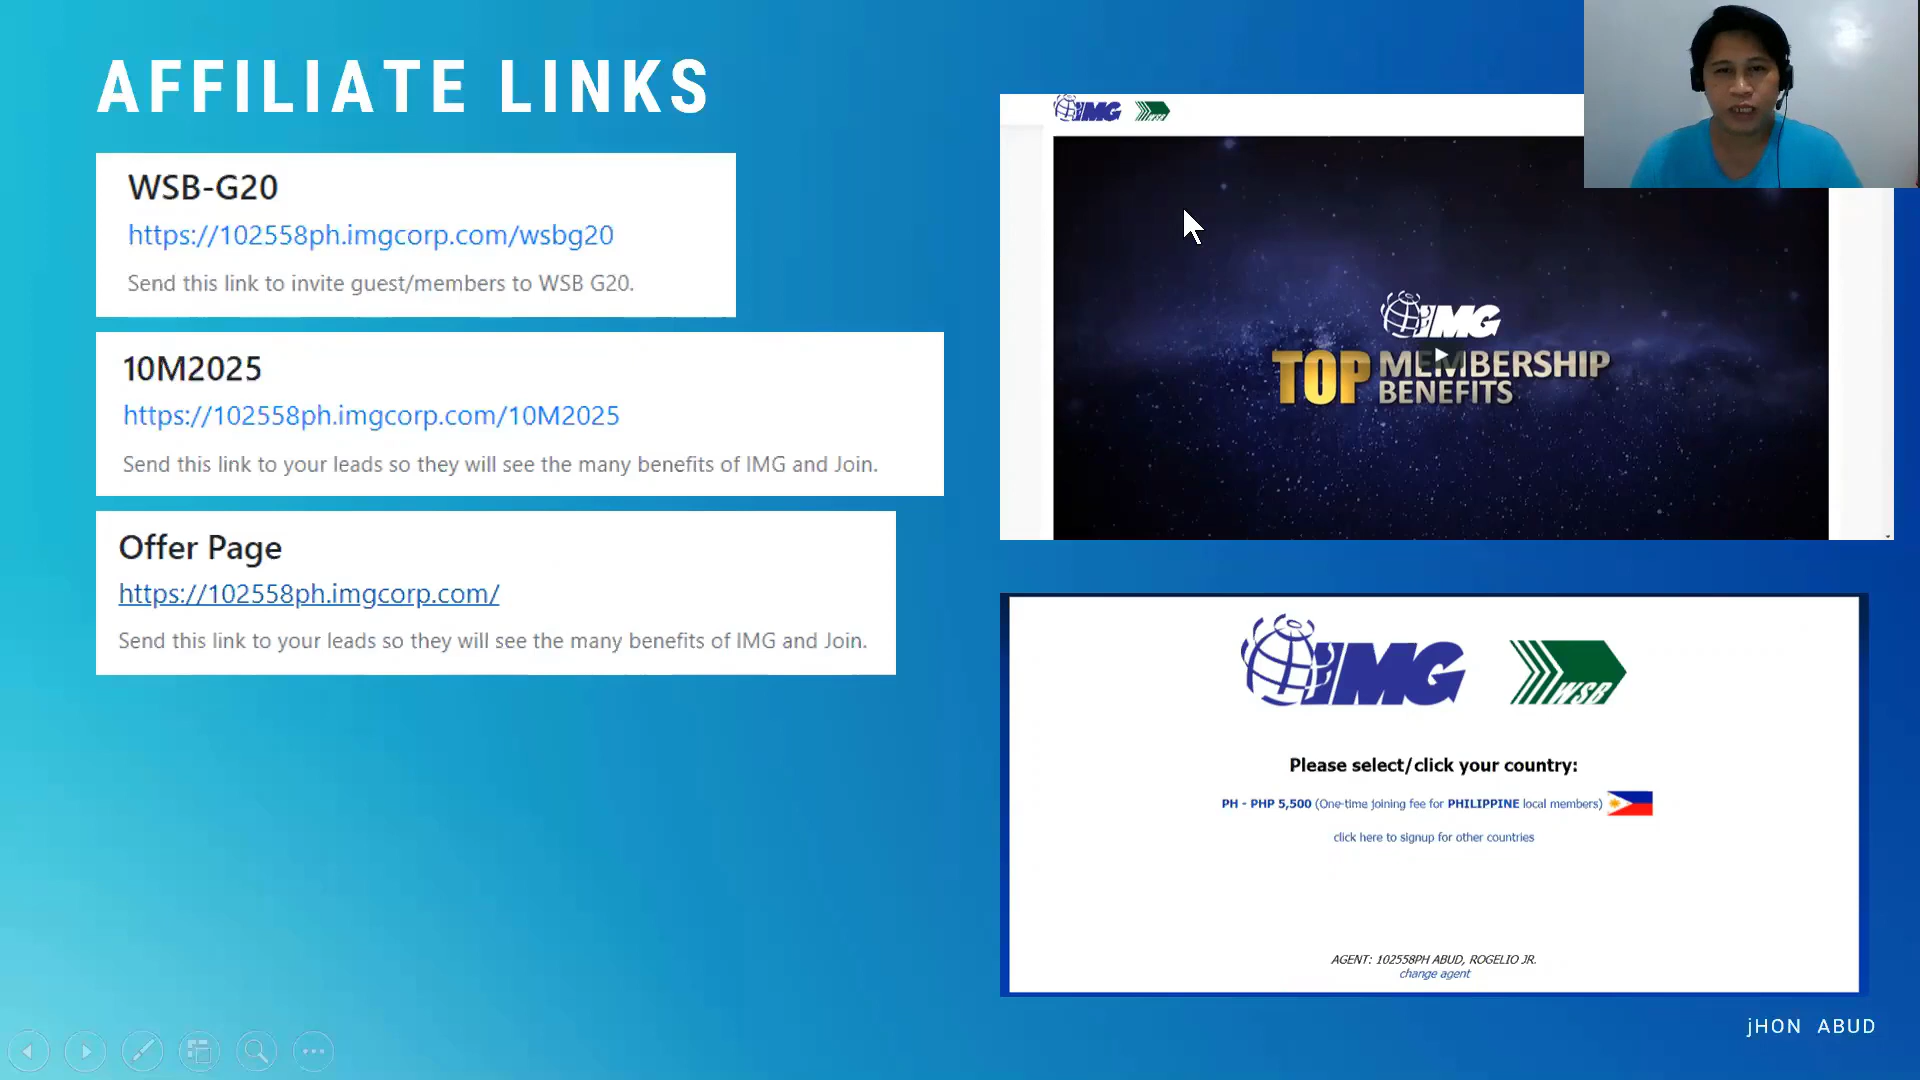 AFFILIATE LINKS
WSB-G20
https://102558ph.imgcorp.com/wsbg20
Send this link to invite guest/members to WSB G20.
10M2025
https://102558ph.imgcorp.com/10M2025
Send this link to your leads so they will see the many benefits of IMG and Join.
Offer Page
https://102558ph.imgcorp.com/
Send this link to your leads so they will see the many benefits of IMG and Join.
IMG WSB
IMG
TOP MEMBERSHIP
BENEFITS
IMG WSB
Please select/click your country:
PH - PHP 5,500 (One-time joining fee for PHILIPPINE local members)
click here to signup for other countries
AGENT: 102558PH ABUD, ROGELIO JR.
change agent
jHON ABUD